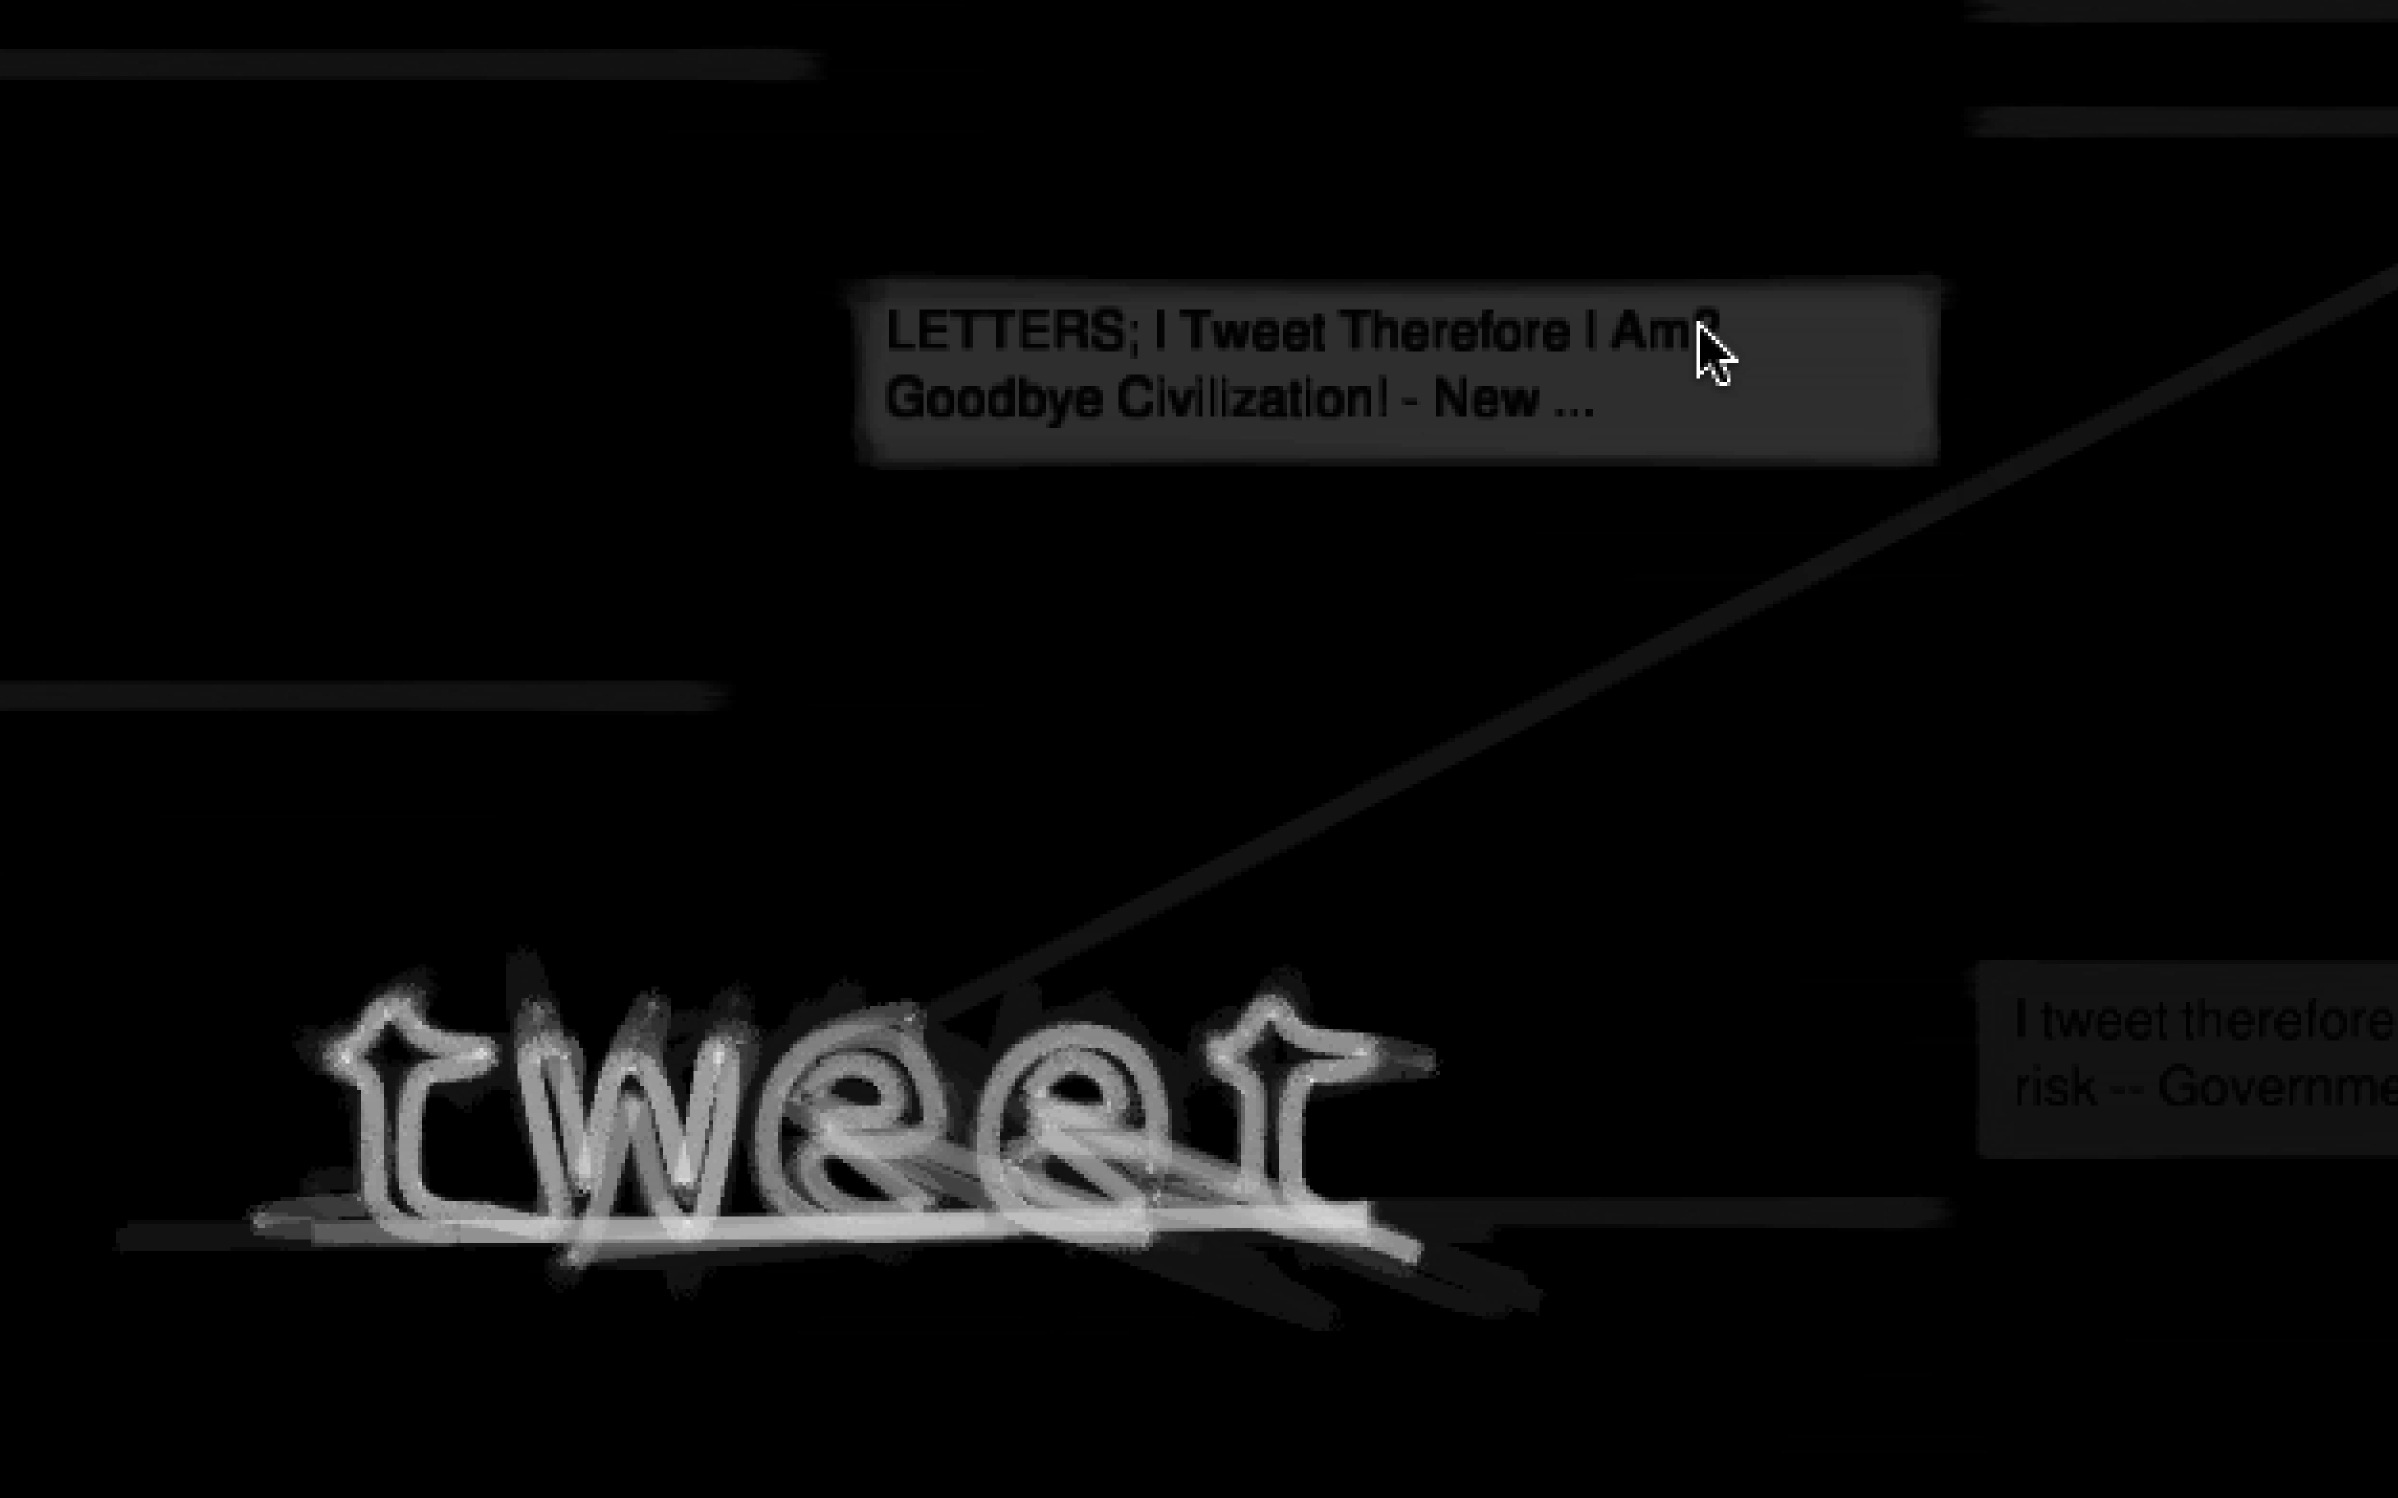 LETTERS; I Tweet Therefore I Am?
Goodbye Civilization! - New ...
I tweet therefore
risk -- Governme
tweet